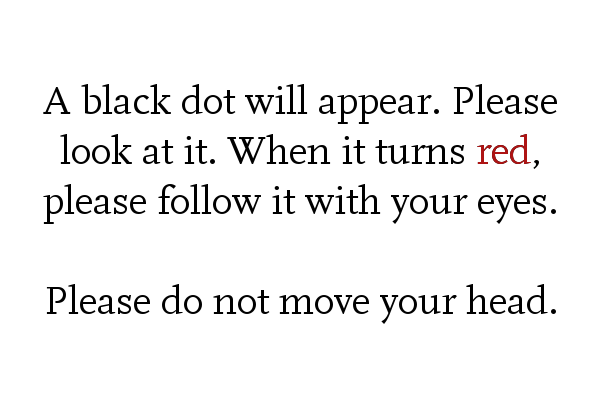 A black dot will appear. Please
look at it. When it turns red,
please follow it with your eyes.
Please do not move your head.